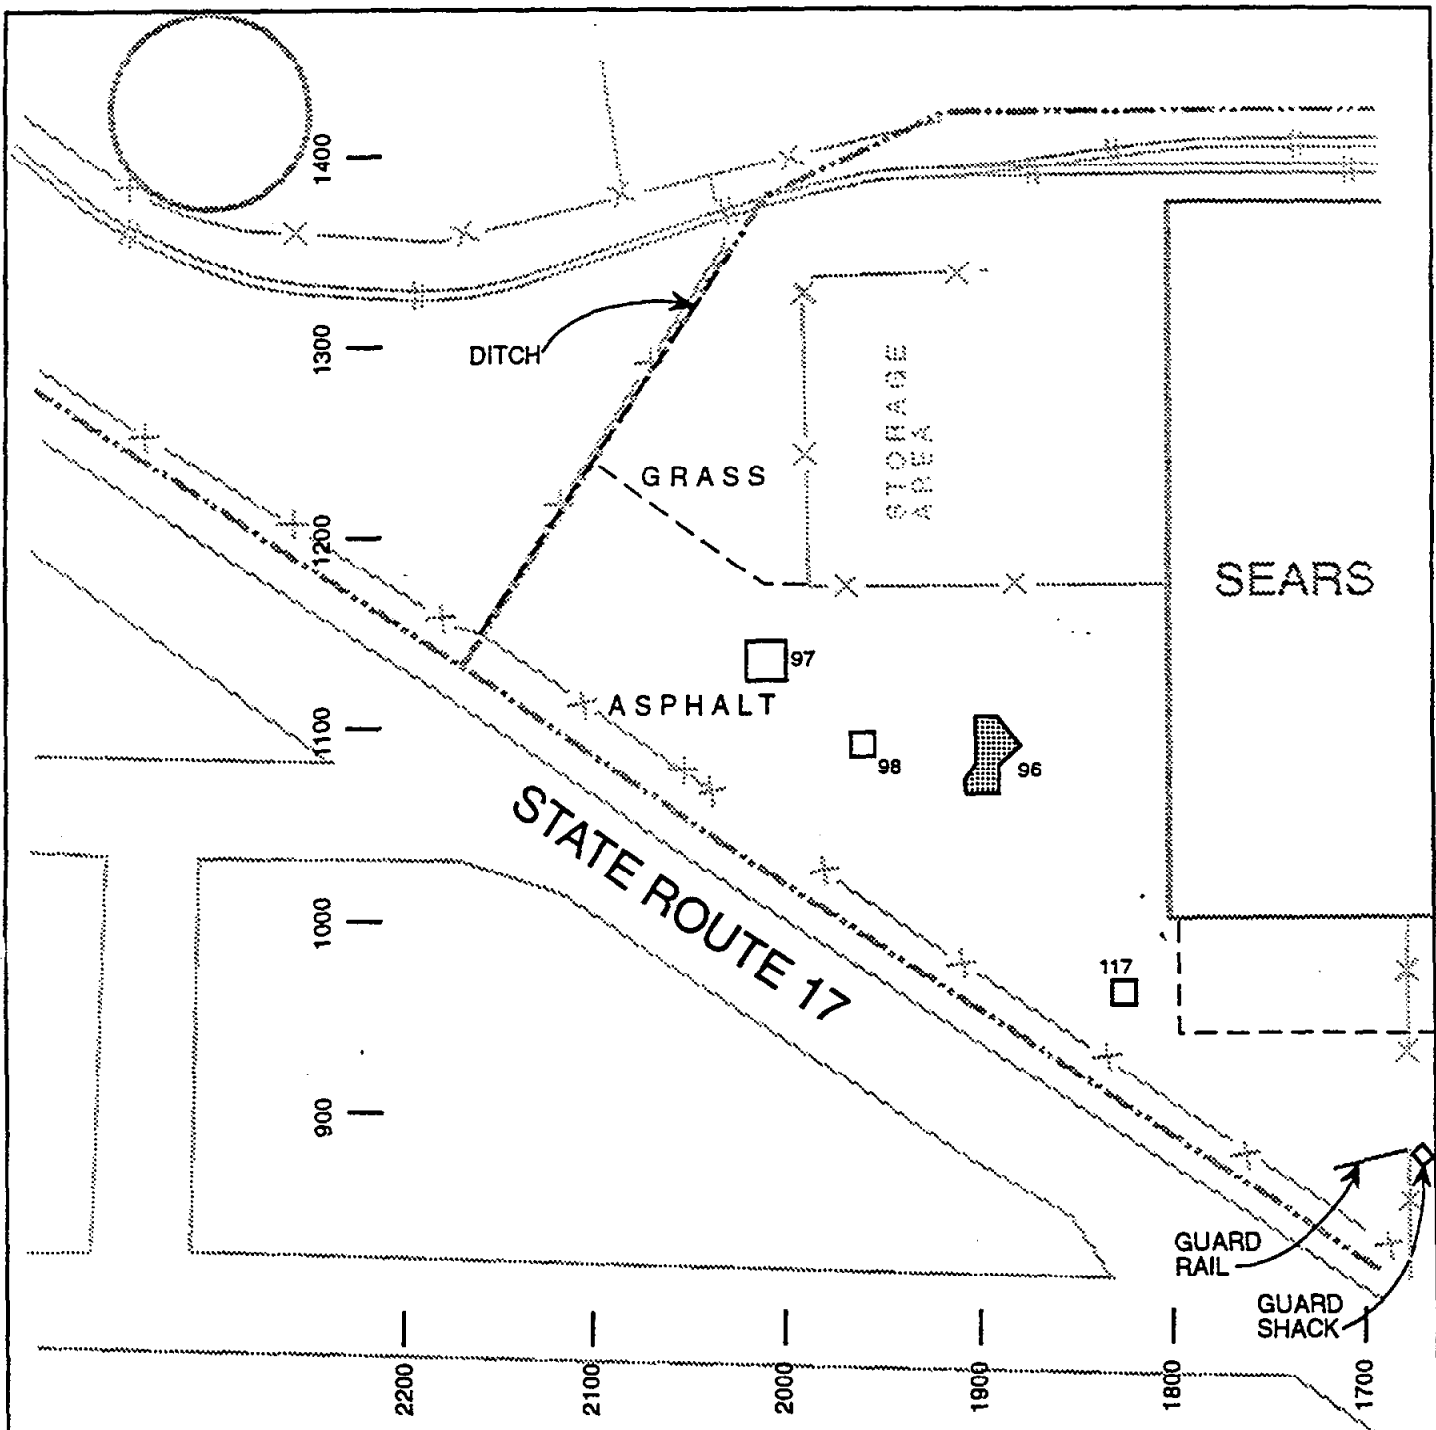 1400
1300
DITCH
GRASS
STORAGE
AREA
1200
SEARS
97
ASPHALT
1100
98
96
STATE ROUTE 17
1000
117
900
GUARD
RAIL
GUARD
SHACK
2200
2100
2000
1900
1800
1700